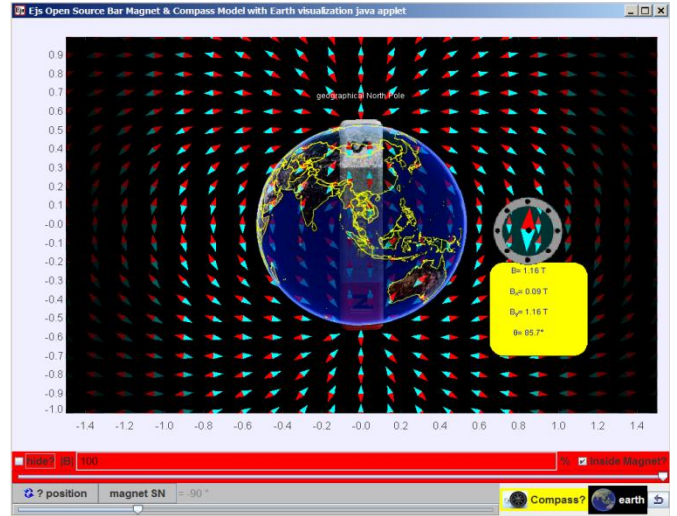 Ejs Open Source Bar Magnet & Compass Model with Earth visualization java applet
0.9
0.8
0.7
geographical North Pole
0.6
0.5
S
0.4
0.3
0.2
0.1
-0.0
-0.1
-0.2
B= 1.16 T
-0.3
Bx= 0.09 T
-0.4
N
By= 1.16 T
-0.5
θ= 85.7°
-0.6
-0.7
-0.8
-0.9
-1.0
-1.4 -1.2 -1.0 -0.8 -0.6 -0.4 -0.2 -0.0 0.2 0.4 0.6 0.8 1.0 1.2 1.4
hide? |B| 100 % Inside Magnet?
? position magnet SN = -90 ° Compass? earth